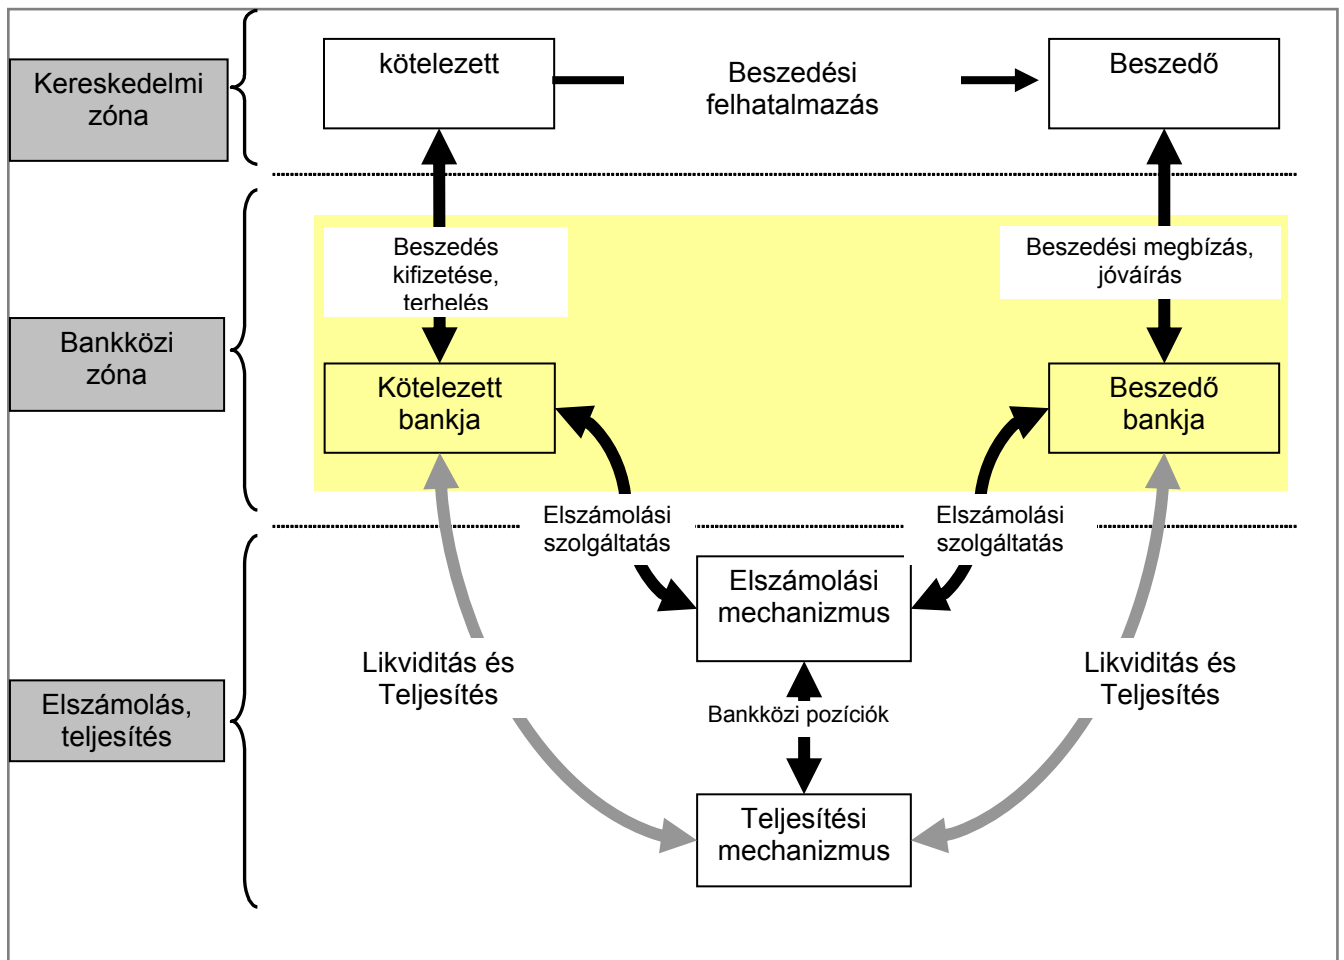 Kereskedelmi
zóna
kötelezett
Beszedési
felhatalmazás
Beszedő
Bankközi
zóna
Beszedés
kifizetése,
terhelés
Beszedési megbízás,
jóváírás
Kötelezett
bankja
Beszedő
bankja
Elszámolási
szolgáltatás
Elszámolási
szolgáltatás
Elszámolás,
teljesítés
Elszámolási
mechanizmus
Likviditás és
Teljesítés
Likviditás és
Teljesítés
Bankközi pozíciók
Teljesítési
mechanizmus